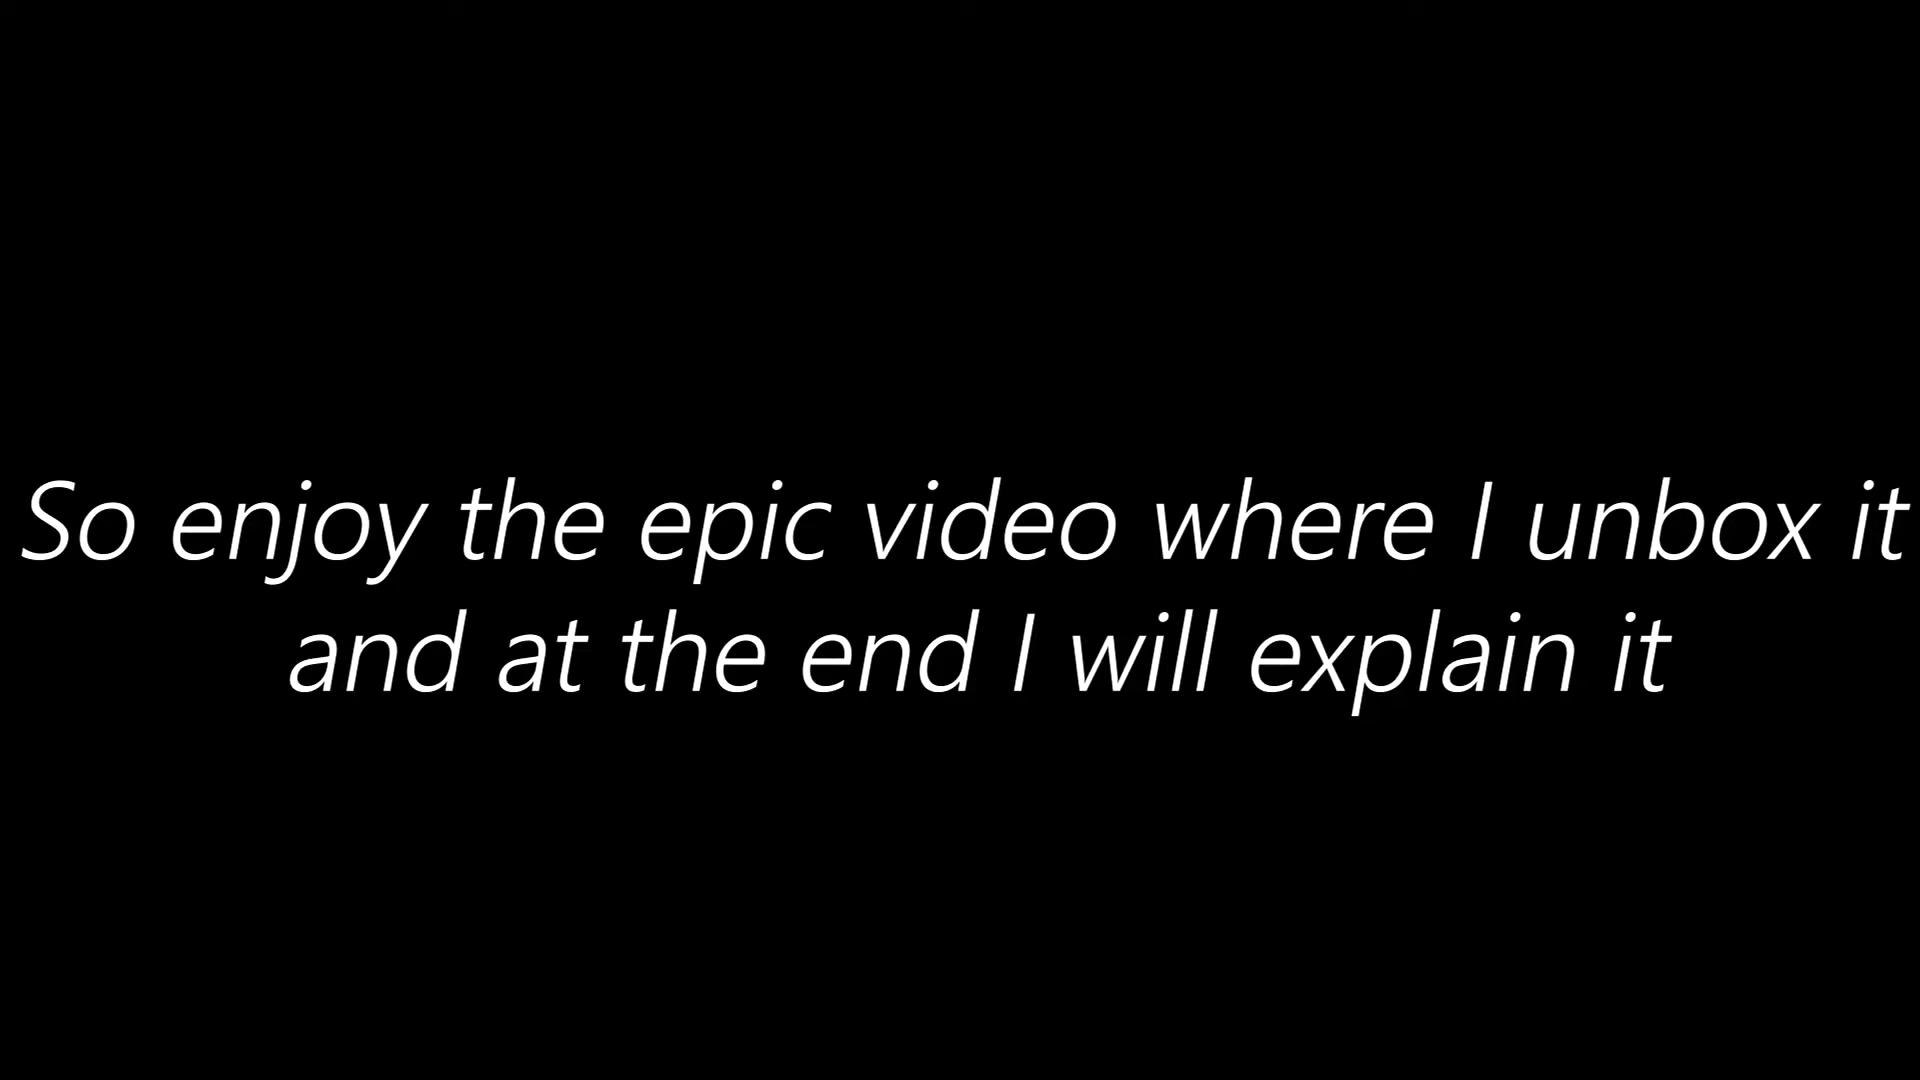 So enjoy the epic video where I unbox it
and at the end I will explain it